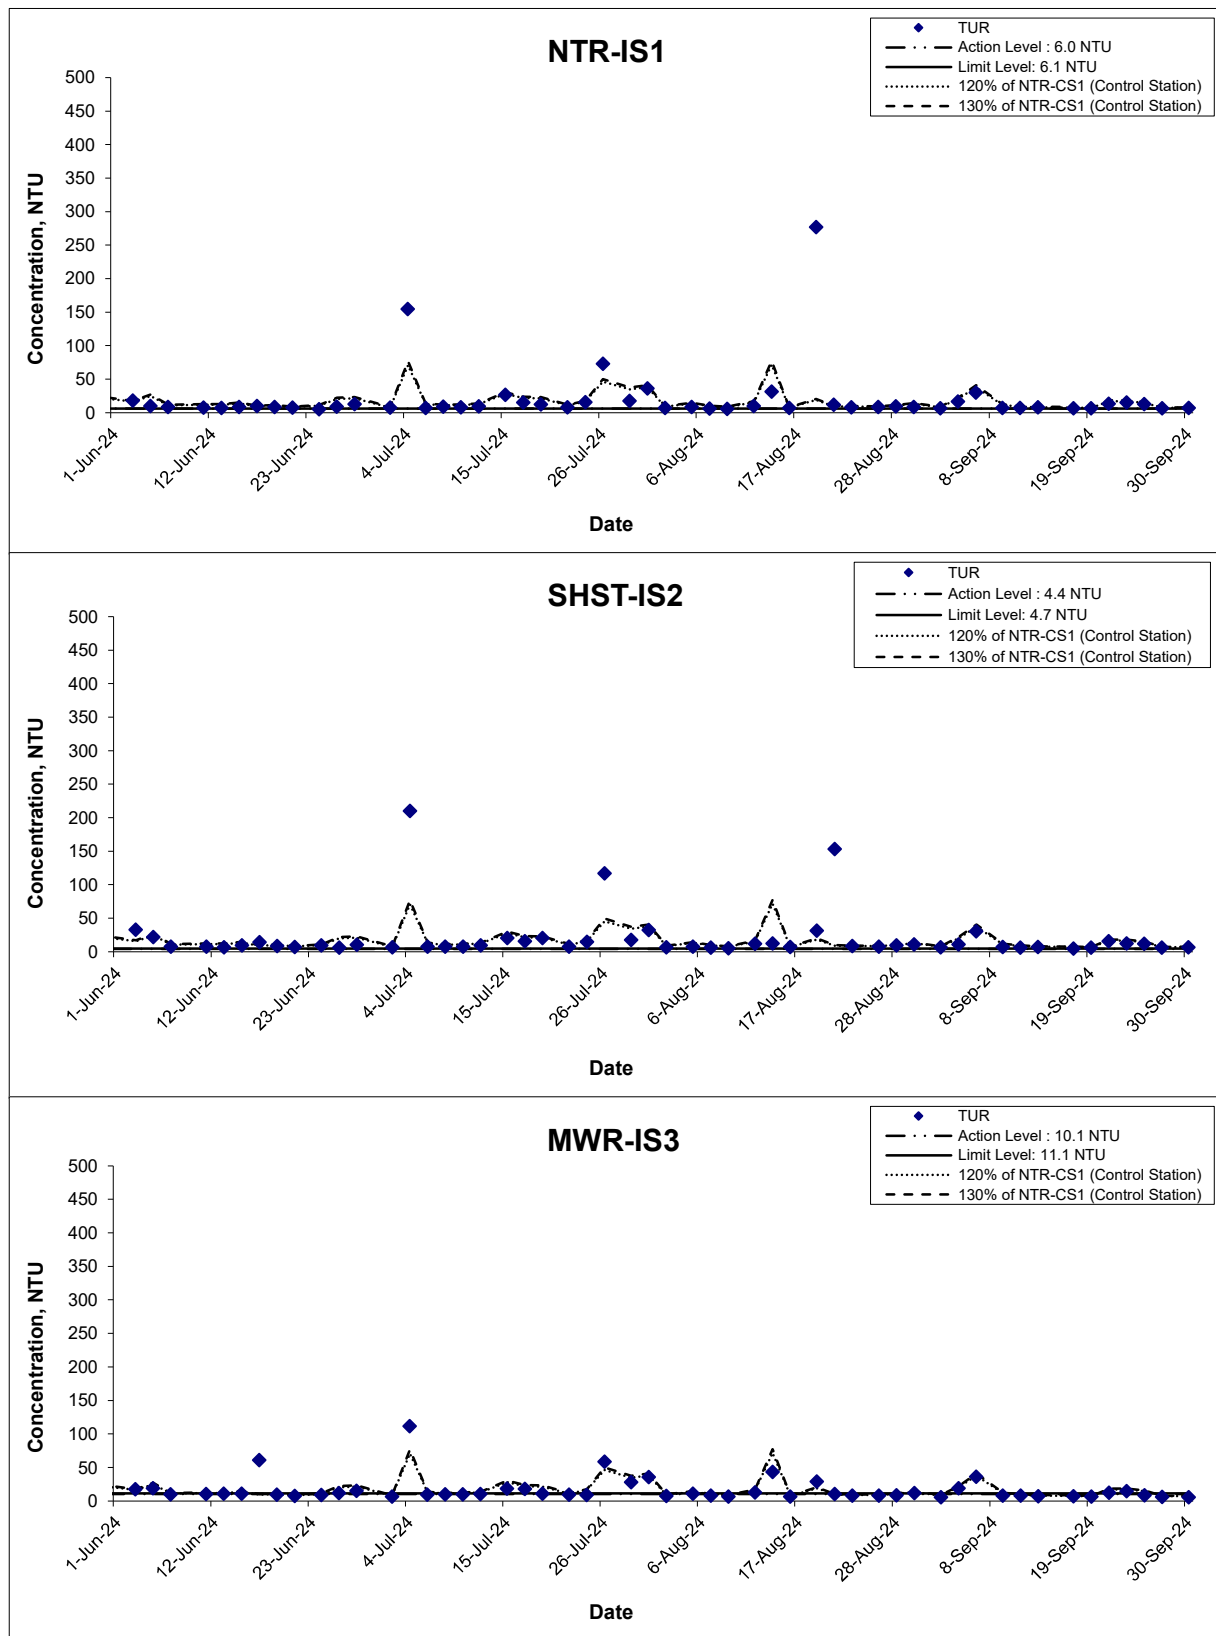 NTR-IS1
TUR
Action Level : 6.0 NTU
Limit Level: 6.1 NTU
120% of NTR-CS1 (Control Station)
130% of NTR-CS1 (Control Station)
Concentration, NTU
500
450
400
350
300
250
200
150
100
50
0
1-Jun-24
12-Jun-24
23-Jun-24
4-Jul-24
15-Jul-24
26-Jul-24
6-Aug-24
17-Aug-24
28-Aug-24
8-Sep-24
19-Sep-24
30-Sep-24
Date
SHST-IS2
TUR
Action Level : 4.4 NTU
Limit Level: 4.7 NTU
120% of NTR-CS1 (Control Station)
130% of NTR-CS1 (Control Station)
Concentration, NTU
500
450
400
350
300
250
200
150
100
50
0
1-Jun-24
12-Jun-24
23-Jun-24
4-Jul-24
15-Jul-24
26-Jul-24
6-Aug-24
17-Aug-24
28-Aug-24
8-Sep-24
19-Sep-24
30-Sep-24
Date
MWR-IS3
TUR
Action Level : 10.1 NTU
Limit Level: 11.1 NTU
120% of NTR-CS1 (Control Station)
130% of NTR-CS1 (Control Station)
Concentration, NTU
500
450
400
350
300
250
200
150
100
50
0
1-Jun-24
12-Jun-24
23-Jun-24
4-Jul-24
15-Jul-24
26-Jul-24
6-Aug-24
17-Aug-24
28-Aug-24
8-Sep-24
19-Sep-24
30-Sep-24
Date